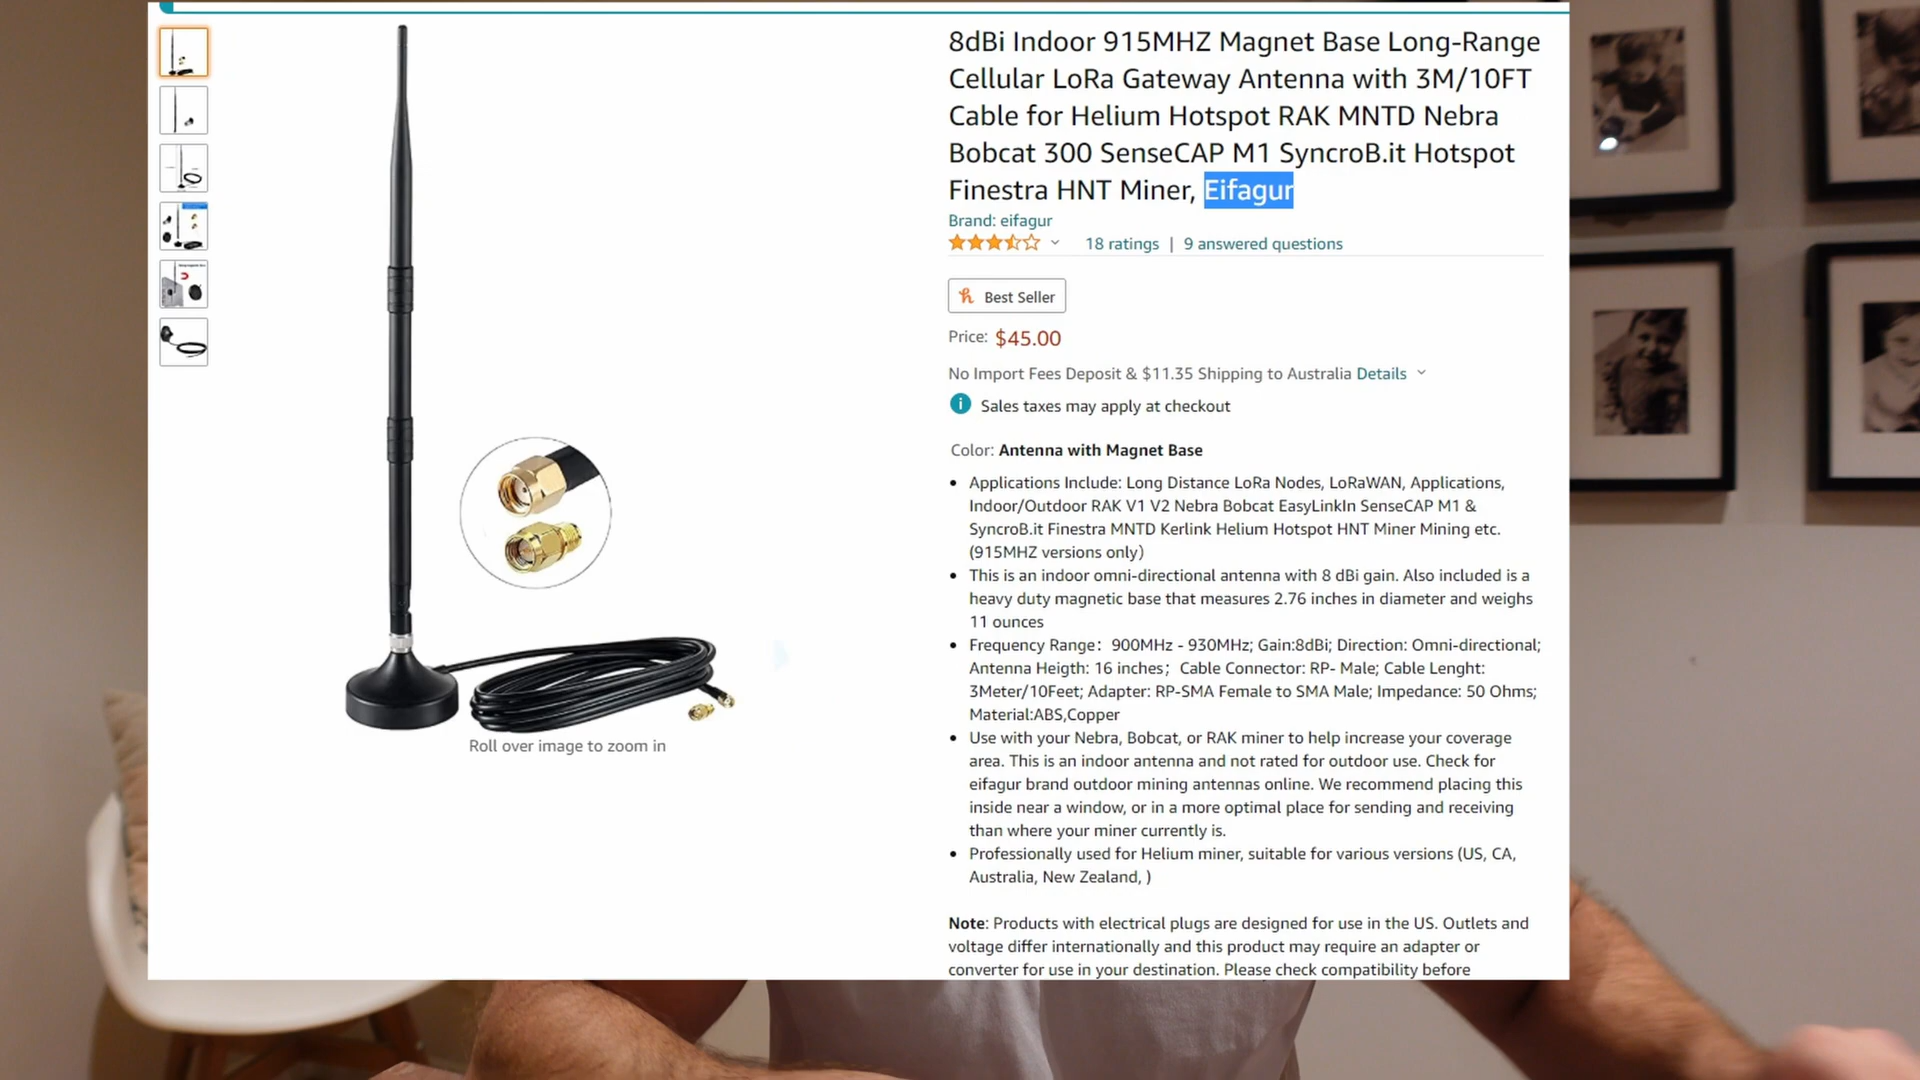 8dBi Indoor 915MHZ Magnet Base Long-Range
Cellular LoRa Gateway Antenna with 3M/10FT
Cable for Helium Hotspot RAK MNTD Nebra
Bobcat 300 SenseCAP M1 SyncroB.it Hotspot
Finestra HNT Miner, Eifagur
Brand: eifagur
18 ratings | 9 answered questions
Best Seller
Price: $45.00
No Import Fees Deposit & $11.35 Shipping to Australia Details
Sales taxes may apply at checkout
Color: Antenna with Magnet Base
Applications Include: Long Distance LoRa Nodes, LoRaWAN, Applications,
Indoor/Outdoor RAK V1 V2 Nebra Bobcat EasyLinkIn SenseCAP M1 &
SyncroB.it Finestra MNTD Kerlink Helium Hotspot HNT Miner Mining etc.
(915MHZ versions only)
This is an indoor omni-directional antenna with 8 dBi gain. Also included is a
heavy duty magnetic base that measures 2.76 inches in diameter and weighs
11 ounces
Frequency Range：900MHz - 930MHz; Gain:8dBi; Direction: Omni-directional;
Antenna Heigth: 16 inches；Cable Connector: RP- Male; Cable Lenght:
3Meter/10Feet; Adapter: RP-SMA Female to SMA Male; Impedance: 50 Ohms;
Material:ABS,Copper
Use with your Nebra, Bobcat, or RAK miner to help increase your coverage
area. This is an indoor antenna and not rated for outdoor use. Check for
eifagur brand outdoor mining antennas online. We recommend placing this
inside near a window, or in a more optimal place for sending and receiving
than where your miner currently is.
Professionally used for Helium miner, suitable for various versions (US, CA,
Australia, New Zealand, )
Note: Products with electrical plugs are designed for use in the US. Outlets and
voltage differ internationally and this product may require an adapter or
converter for use in your destination. Please check compatibility before
Roll over image to zoom in